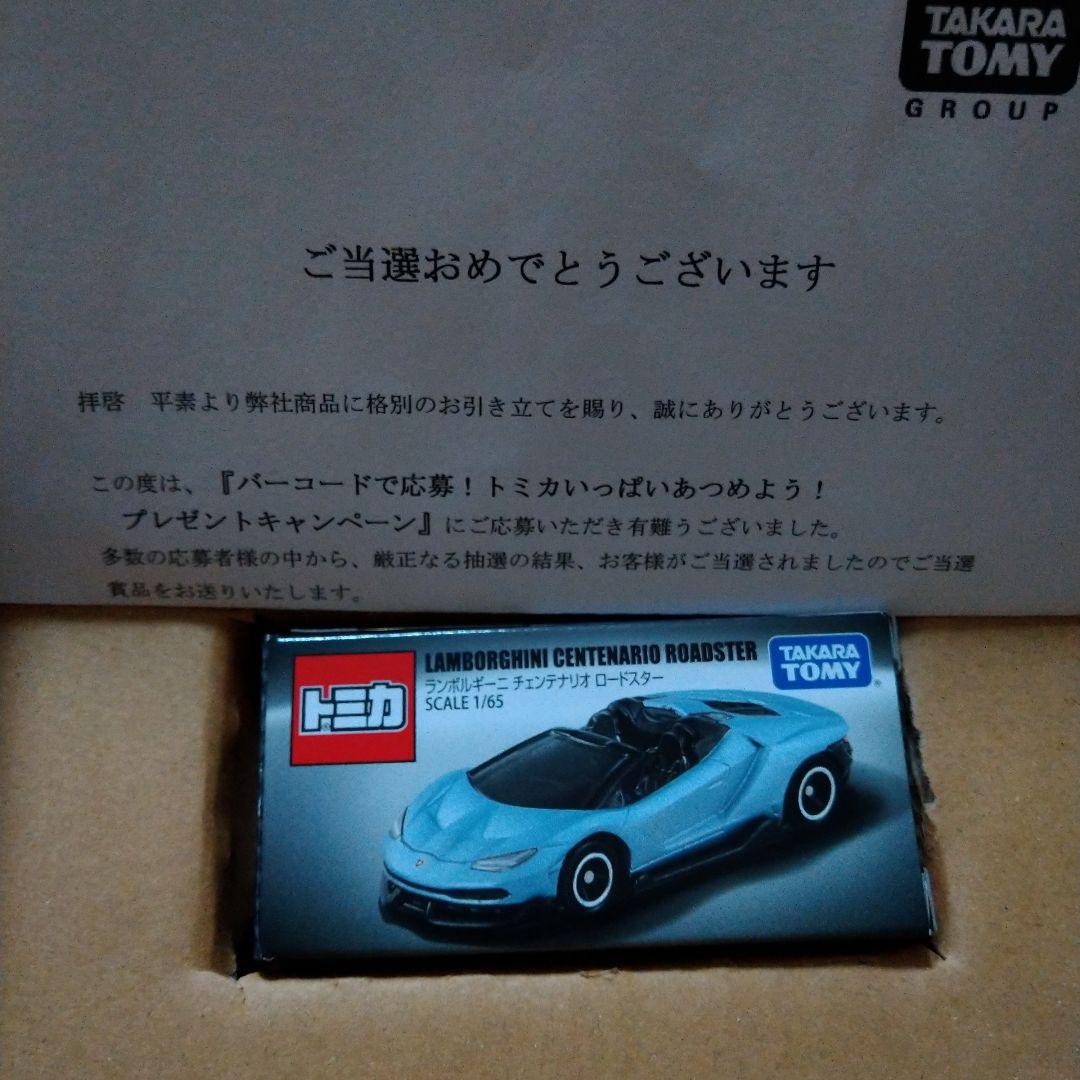 TAKARA
TOMY
GROUP
ご当選おめでとうございます
拝啓　平素より弊社商品に格別のお引き立てを賜り、誠にありがとうございます。
この度は、『バーコードで応募！トミカいっぱいあつめよう！
プレゼントキャンペーン』にご応募いただき有難うございました。
多数の応募者様の中から、厳正なる抽選の結果、お客様がご当選されましたのでご当選
賞品をお送りいたします。
トミカ®
LAMBORGHINI CENTENARIO ROADSTER
ランボルギーニ チェンテナリオ ロードスター
SCALE 1/65
TAKARA
TOMY®